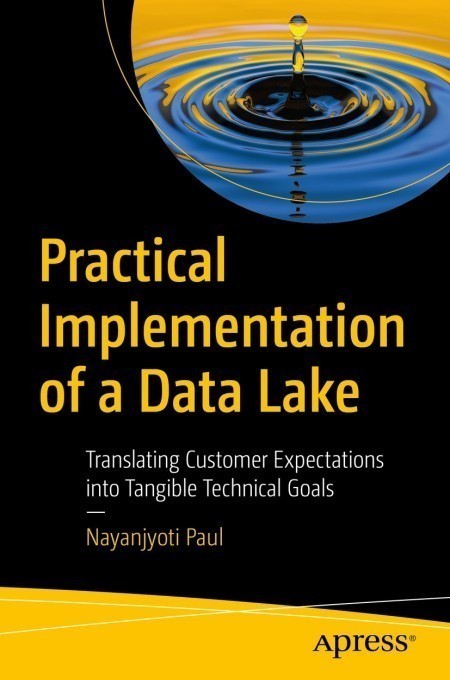 Practical
Implementation
of a Data Lake
Translating Customer Expectations
into Tangible Technical Goals
—
Nayanjyoti Paul
Apress®